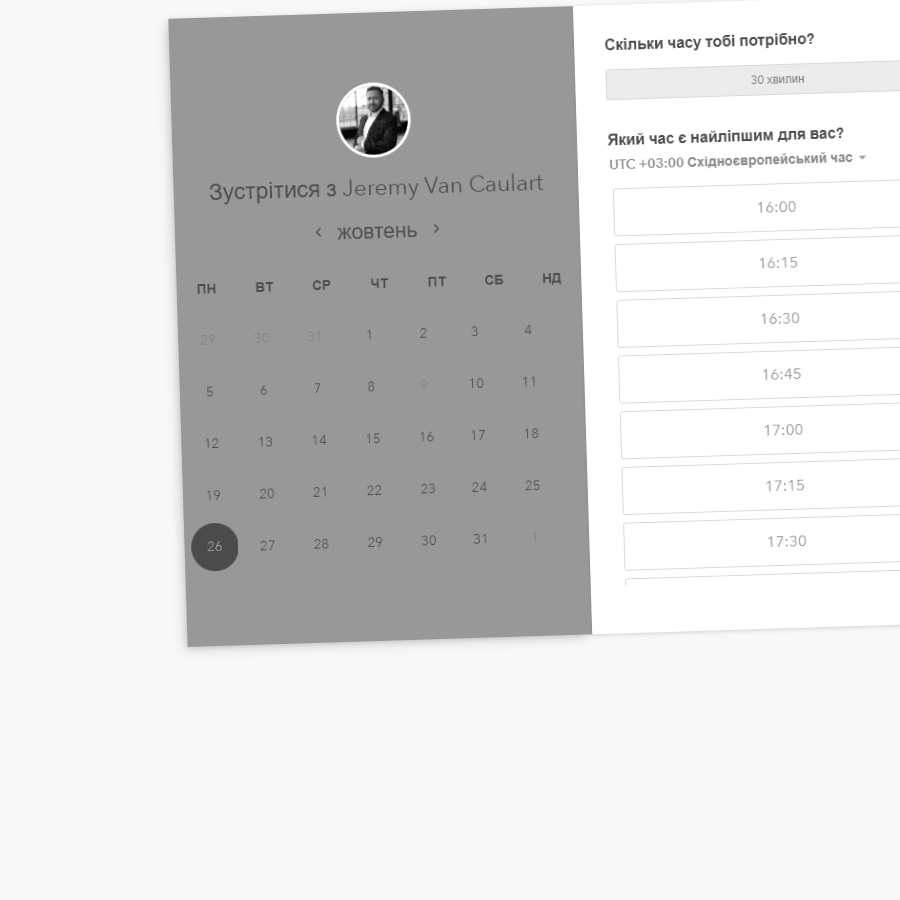 Зустрітися з Jeremy Van Caulart
‹ жовтень ›
ПН ВТ СР ЧТ ПТ СБ НД
29 30 31 1 2 3 4
5 6 7 8 9 10 11
12 13 14 15 16 17 18
19 20 21 22 23 24 25
26 27 28 29 30 31 1
Скільки часу тобі потрібно?
30 хвилин
Який час є найліпшим для вас?
UTC +03:00 Східноєвропейський час
16:00
16:15
16:30
16:45
17:00
17:15
17:30